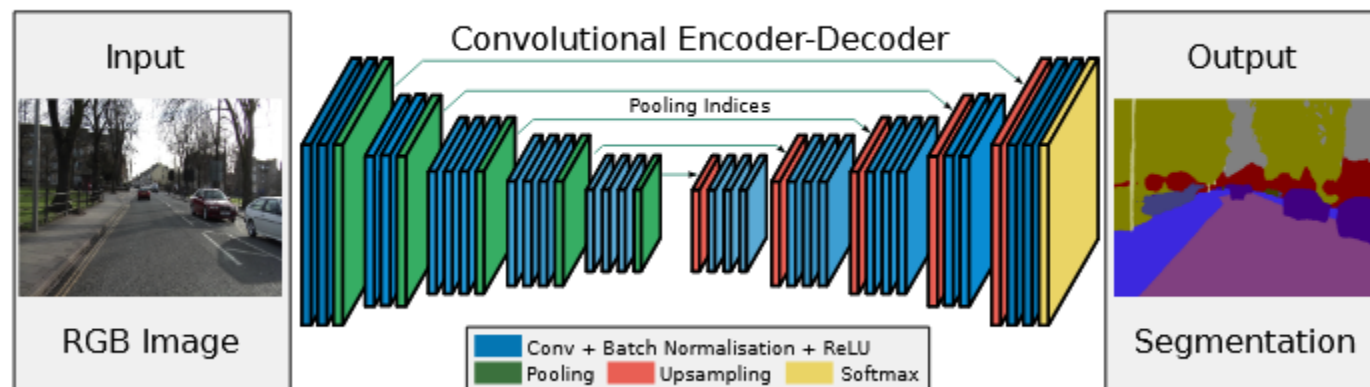 Convolutional Encoder-Decoder
Input
Output
Pooling Indices
RGB Image
Segmentation
Conv + Batch Normalisation + ReLU
Pooling
Upsampling
Softmax